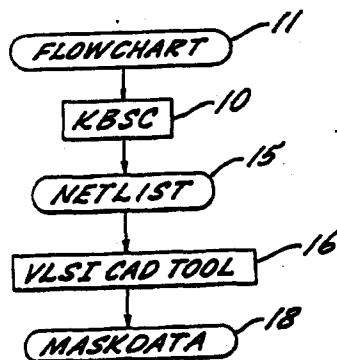 FLOWCHART 11
KBSC 10
NETLIST 15
VLSI CAD TOOL 16
MASKDATA 18